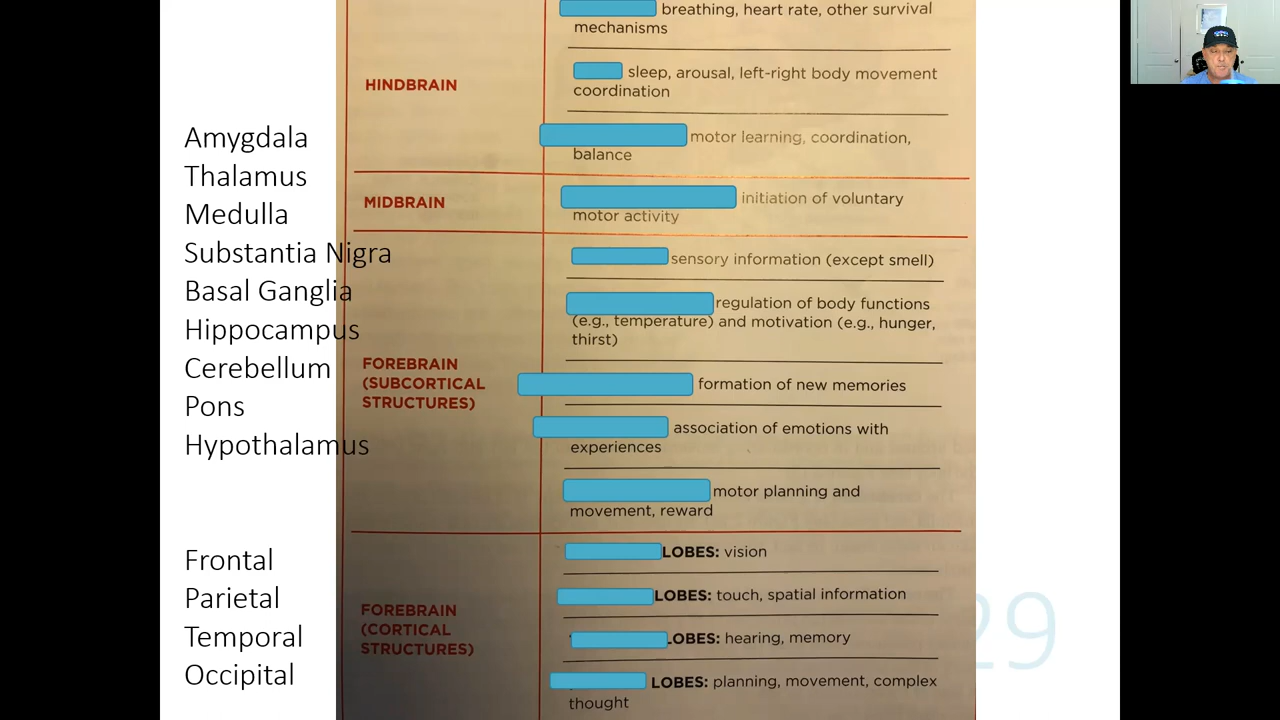 Amygdala
Thalamus
Medulla
Substantia Nigra
Basal Ganglia
Hippocampus
Cerebellum
Pons
Hypothalamus
Frontal
Parietal
Temporal
Occipital
breathing, heart rate, other survival
mechanisms
HINDBRAIN
sleep, arousal, left-right body movement
coordination
motor learning, coordination,
balance
MIDBRAIN
initiation of voluntary
motor activity
FOREBRAIN
(SUBCORTICAL
STRUCTURES)
sensory information (except smell)
regulation of body functions
(e.g., temperature) and motivation (e.g., hunger,
thirst)
formation of new memories
association of emotions with
experiences
motor planning and
movement, reward
FOREBRAIN
(CORTICAL
STRUCTURES)
LOBES: vision
LOBES: touch, spatial information
LOBES: hearing, memory
LOBES: planning, movement, complex
thought
29